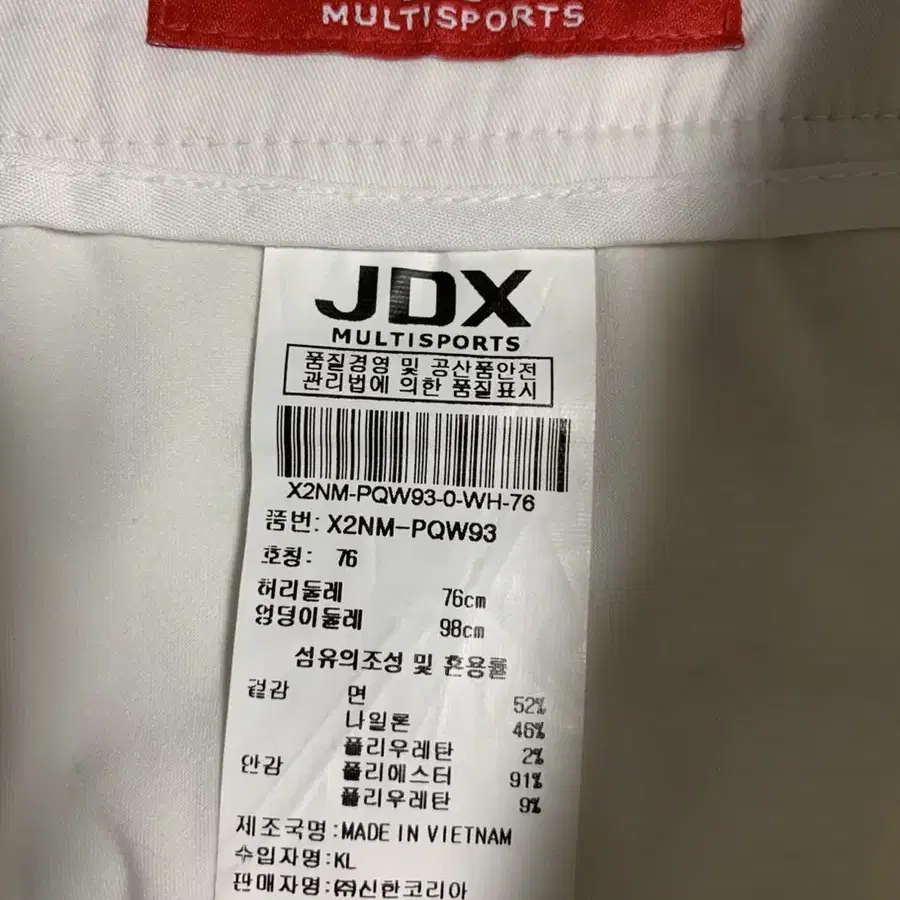 MULTISPORTS
JDX
MULTISPORTS
품질경영 및 공산품안전
관리법에 의한 품질표시
X2NM-PQW93-0-WH-76
품번: X2NM-PQW93
호칭: 76
허리둘레 76cm
엉덩이둘레 98cm
섬유의조성 및 혼용률
겉감 면 52%
나일론 46%
폴리우레탄 2%
안감 폴리에스터 91%
폴리우레탄 9%
제조국명:MADE IN VIETNAM
수입자명:KL
판매자명:㈜신한코리아